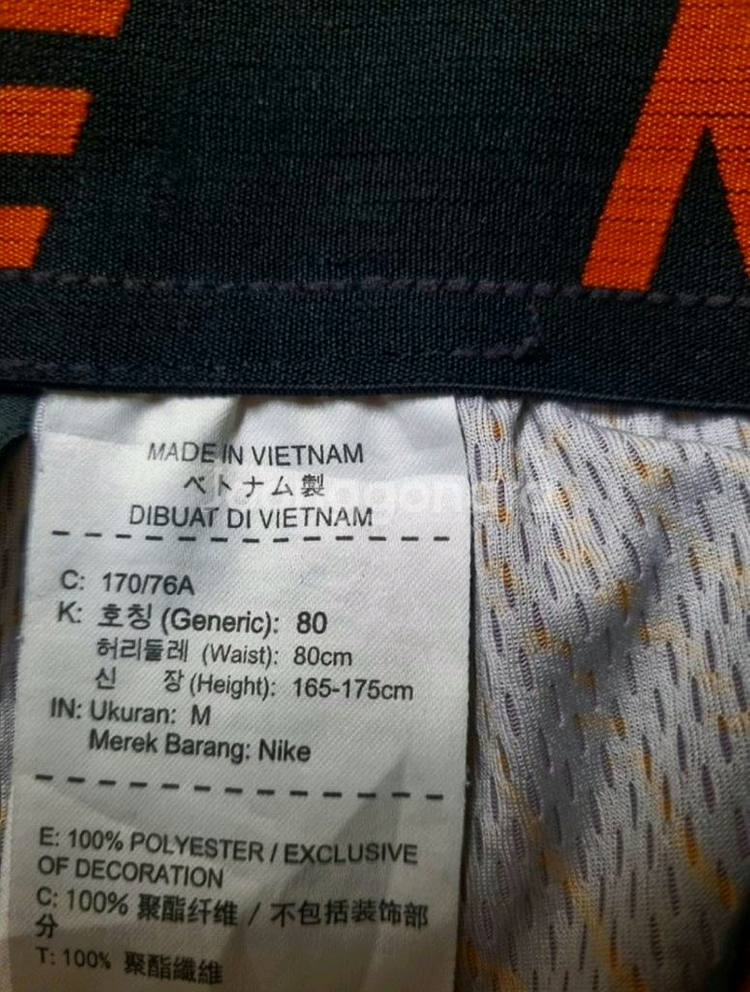 MADE IN VIETNAM
ベトナム製
DIBUAT DI VIETNAM
C: 170/76A
K: 호칭 (Generic): 80
허리둘레 (Waist): 80cm
신 장 (Height): 165-175cm
IN: Ukuran: M
Merek Barang: Nike
E: 100% POLYESTER / EXCLUSIVE
OF DECORATION
C: 100% 聚酯纤维 / 不包括装饰部
分
T: 100% 聚酯纖維